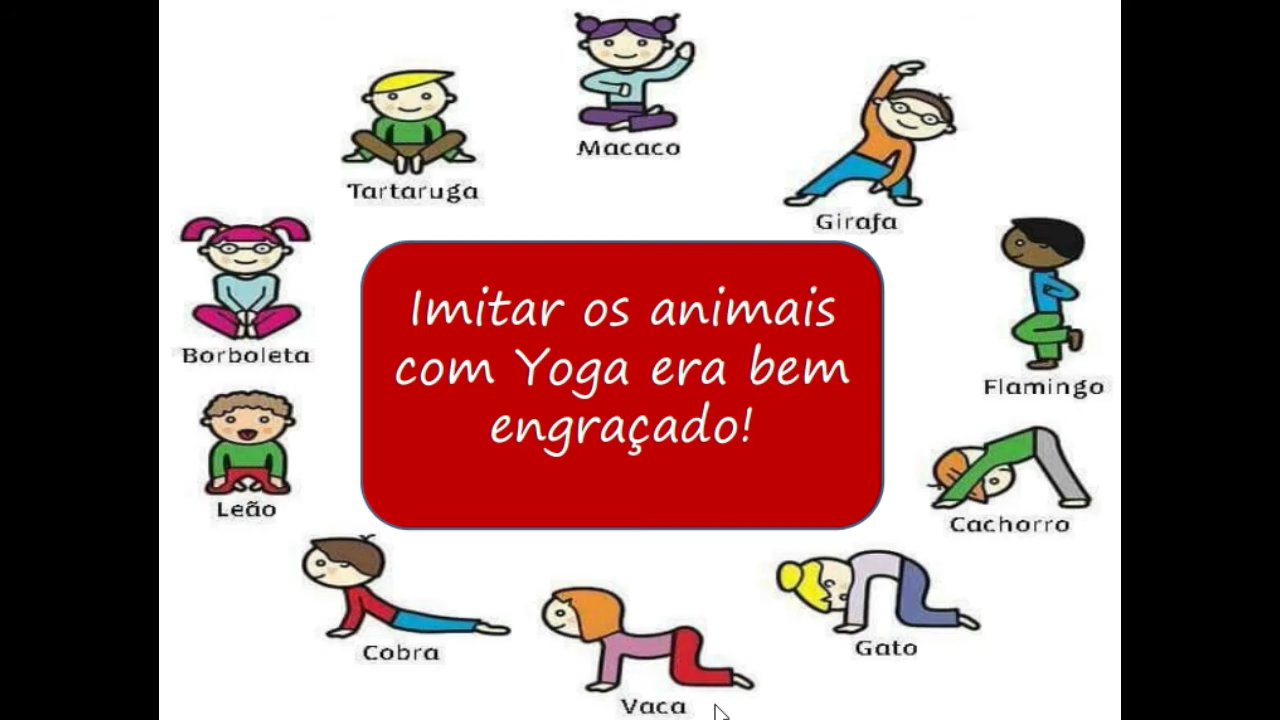 Macaco
Tartaruga
Girafa
Borboleta
Imitar os animais
com Yoga era bem
engraçado!
Flamingo
Leão
Cachorro
Cobra
Gato
Vaca